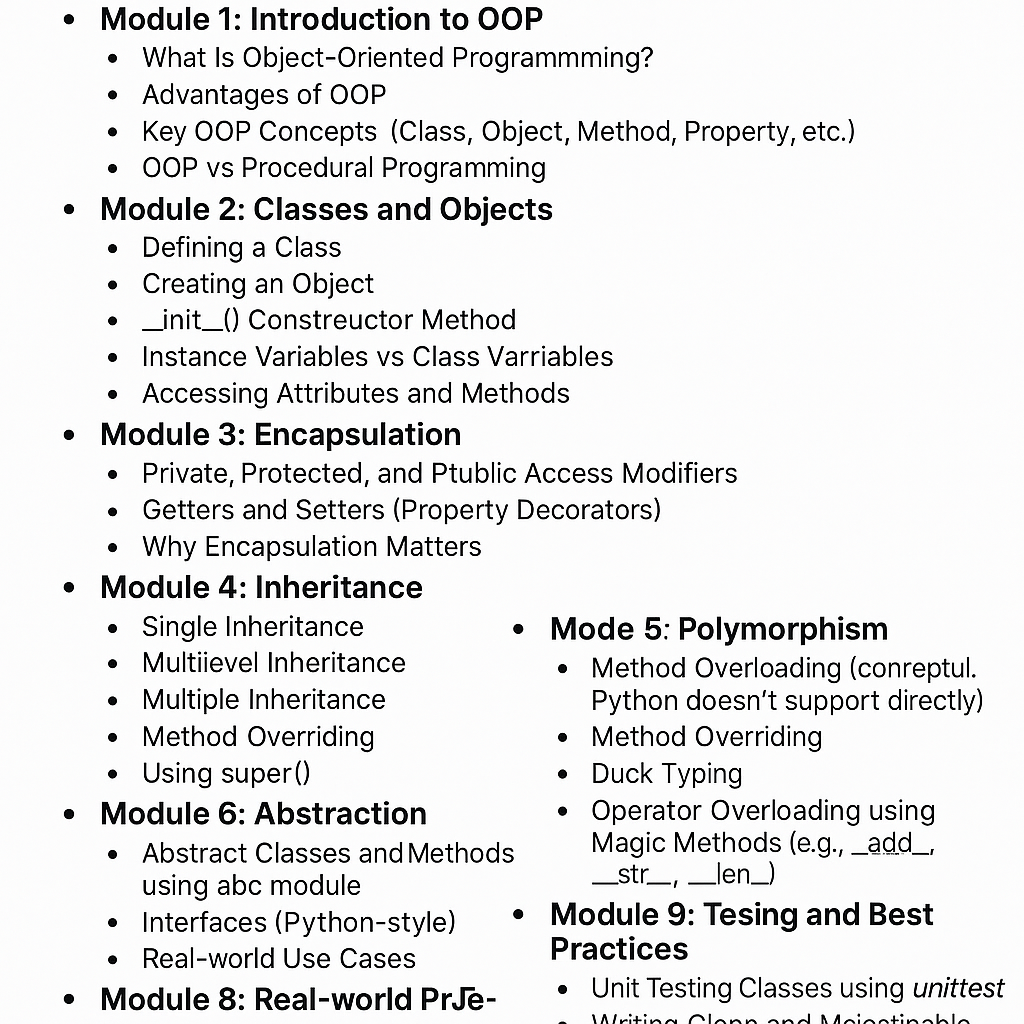 • Module 1: Introduction to OOP
• What Is Object-Oriented Programmming?
• Advantages of OOP
• Key OOP Concepts (Class, Object, Method, Property, etc.)
• OOP vs Procedural Programming
• Module 2: Classes and Objects
• Defining a Class
• Creating an Object
• __init__() Constreuctor Method
• Instance Variables vs Class Varriables
• Accessing Attributes and Methods
• Module 3: Encapsulation
• Private, Protected, and Ptublic Access Modifiers
• Getters and Setters (Property Decorators)
• Why Encapsulation Matters
• Module 4: Inheritance
• Single Inheritance
• Multiievel Inheritance
• Multiple Inheritance
• Method Overriding
• Using super()
• Module 6: Abstraction
• Abstract Classes and Methods
using abc module
• Interfaces (Python-style)
• Real-world Use Cases
• Module 8: Real-world PrJe-
• Mode 5: Polymorphism
• Method Overloading (conreptul.
Python doesn't support directly)
• Method Overriding
• Duck Typing
• Operator Overloading using
Magic Methods (e.g., __add__,
__str__, __len__)
• Module 9: Tesing and Best
Practices
• Unit Testing Classes using unittest
• Writing and